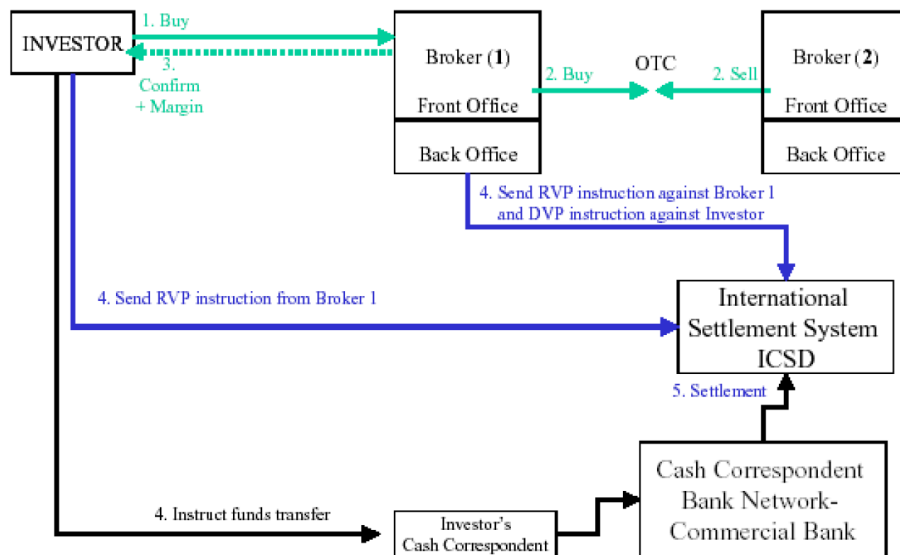 INVESTOR
1. Buy
3.
Confirm
+ Margin
Broker (1)
Front Office
Back Office
2. Buy
OTC
2. Sell
Broker (2)
Front Office
Back Office
4. Send RVP instruction against Broker 1
and DVP instruction against Investor
4. Send RVP instruction from Broker 1
International
Settlement System
ICSD
5. Settlement
Cash Correspondent
Bank Network-
Commercial Bank
4. Instruct funds transfer
Investor's
Cash Correspondent